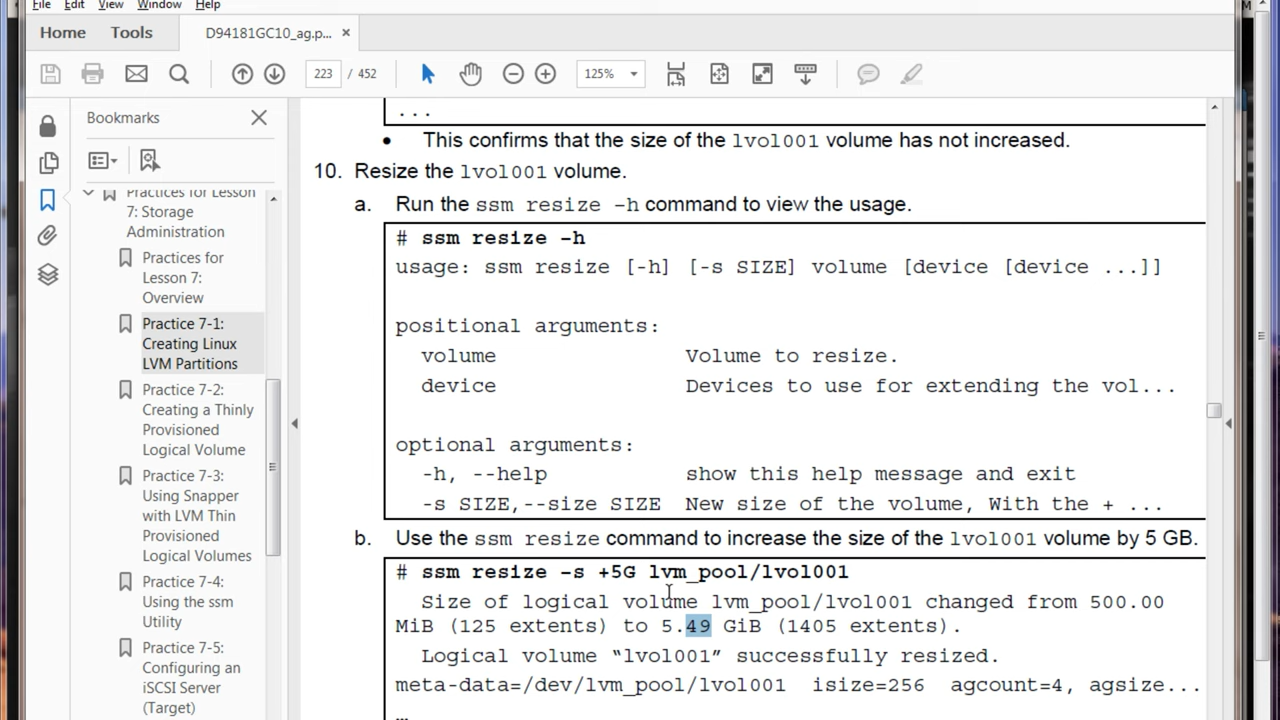 File Edit View Window Help
M
Home Tools D94181GC10_ag.p... ×
223 / 452 125%
Bookmarks
Practices for Lesson
7: Storage
Administration
Practices for
Lesson 7:
Overview
Practice 7-1:
Creating Linux
LVM Partitions
Practice 7-2:
Creating a Thinly
Provisioned
Logical Volume
Practice 7-3:
Using Snapper
with LVM Thin
Provisioned
Logical Volumes
Practice 7-4:
Using the ssm
Utility
Practice 7-5:
Configuring an
iSCSI Server
(Target)
...
• This confirms that the size of the lvol001 volume has not increased.
10. Resize the lvol001 volume.
a. Run the ssm resize -h command to view the usage.
# ssm resize -h
usage: ssm resize [-h] [-s SIZE] volume [device [device ...]]
positional arguments:
volume Volume to resize.
device Devices to use for extending the vol...
optional arguments:
-h, --help show this help message and exit
-s SIZE,--size SIZE New size of the volume, With the + ...
b. Use the ssm resize command to increase the size of the lvol001 volume by 5 GB.
# ssm resize -s +5G lvm_pool/lvol001
Size of logical volume lvm_pool/lvol001 changed from 500.00
MiB (125 extents) to 5.49 GiB (1405 extents).
Logical volume “lvol001” successfully resized.
meta-data=/dev/lvm_pool/lvol001 isize=256 agcount=4, agsize...
…